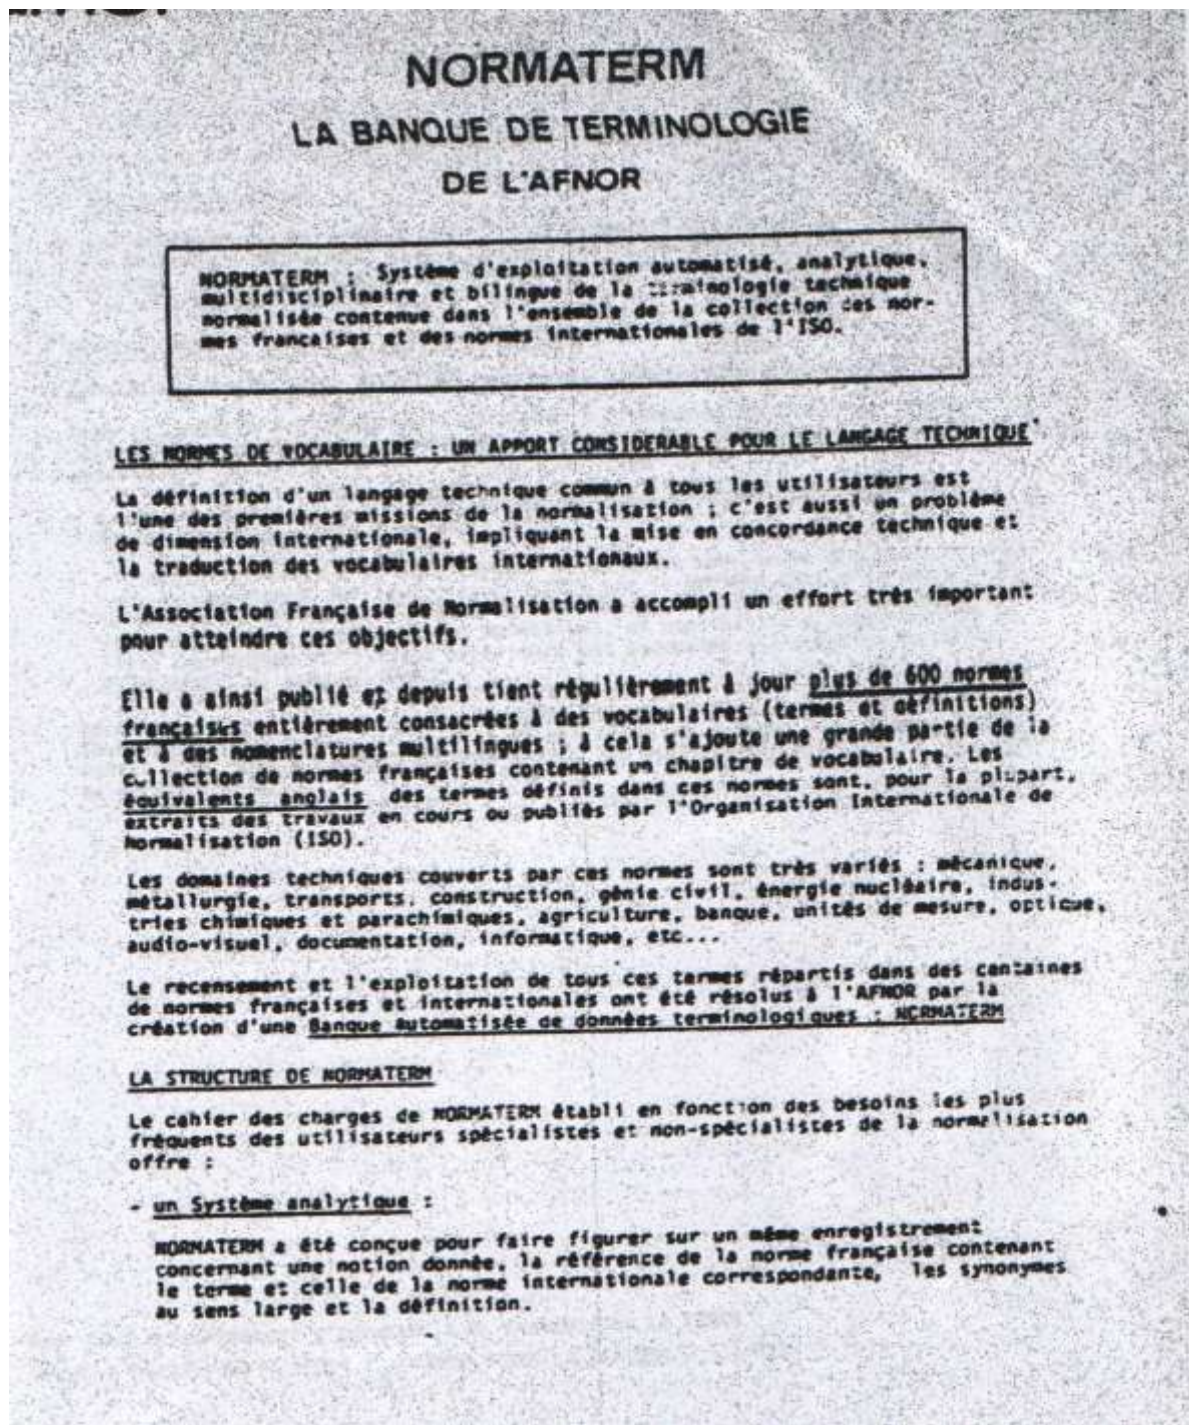 NORMATERM
LA BANQUE DE TERMINOLOGIE
DE L'AFNOR
NORMATERM : Système d'exploitation automatisé, analytique,
multidisciplinaire et bilingue de la terminologie technique
normalisée contenue dans l'ensemble de la collection des nor-
mes francaises et des normes internationales de l'ISO.
LES NORMES DE VOCABULAIRE : UN APPORT CONSIDERABLE POUR LE LANGAGE TECHNIQUE
La définition d'un langage technique commun à tous les utilisateurs est
l'une des premières missions de la normalisation ; c'est aussi un problème
de dimension internationale, impliquant la mise en concordance technique et
la traduction des vocabulaires internationaux.
L'Association Française de Normalisation a accompli un effort très important
pour atteindre ces objectifs.
Elle a ainsi publié et depuis tient régulièrement à jour plus de 600 normes
françaises entièrement consacrées à des vocabulaires (termes et définitions)
et à des nomenclatures multilingues ; à cela s'ajoute une grande partie de la
collection de normes françaises contenant un chapitre de vocabulaire. Les
équivalents anglais des termes définis dans ces normes sont, pour la plupart,
extraits des travaux en cours ou publiés par l'Organisation Internationale de
Normalisation (ISO).
Les domaines techniques couverts par ces normes sont très variés : mécanique,
métallurgie, transports, construction, génie civil, énergie nucléaire, indus-
tries chimiques et parachimiques, agriculture, banque, unités de mesure, optique,
audio-visuel, documentation, informatique, etc...
Le recensement et l'exploitation de tous ces termes répartis dans des centaines
de normes françaises et internationales ont été résolus à l'AFNOR par la
création d'une Banque automatisée de données terminologiques : NORMATERM
LA STRUCTURE DE NORMATERM
Le cahier des charges de NORMATERM établi en fonction des besoins les plus
fréquents des utilisateurs spécialistes et non-spécialistes de la normalisation
offre :
- un Système analytique :
NORMATERM a été conçue pour faire figurer sur un même enregistrement
concernant une notion donnée, la référence de la norme française contenant
le terme et celle de la norme internationale correspondante, les synonymes
au sens large et la définition.